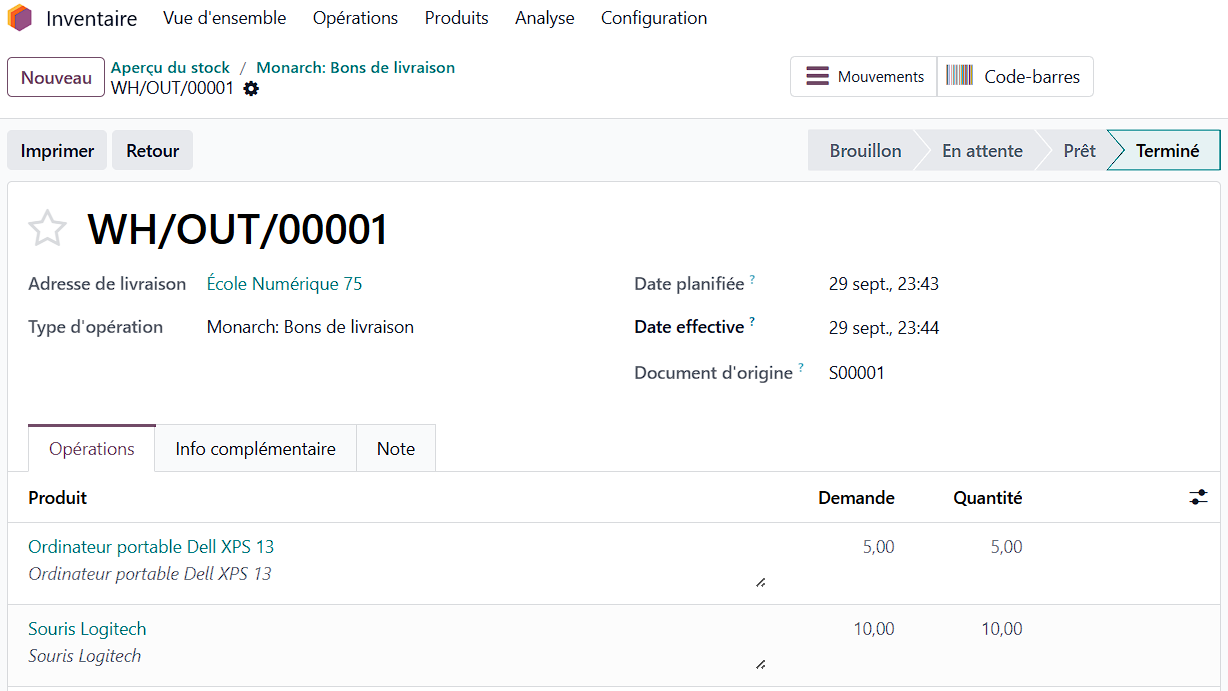 Inventaire Vue d'ensemble Opérations Produits Analyse Configuration
Nouveau Aperçu du stock / Monarch: Bons de livraison
WH/OUT/00001
Mouvements Code-barres
Imprimer Retour Brouillon En attente Prêt Terminé
WH/OUT/00001
Adresse de livraison École Numérique 75 Date planifiée ? 29 sept., 23:43
Type d'opération Monarch: Bons de livraison Date effective ? 29 sept., 23:44
Document d'origine ? S00001
Opérations Info complémentaire Note
Produit Demande Quantité
Ordinateur portable Dell XPS 13 5,00 5,00
Ordinateur portable Dell XPS 13
Souris Logitech 10,00 10,00
Souris Logitech